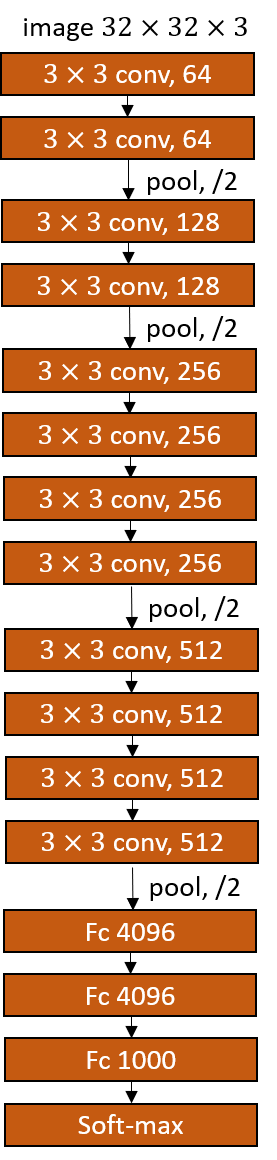 image 32 × 32 × 3
3 × 3 conv, 64
3 × 3 conv, 64
pool, /2
3 × 3 conv, 128
3 × 3 conv, 128
pool, /2
3 × 3 conv, 256
3 × 3 conv, 256
3 × 3 conv, 256
3 × 3 conv, 256
pool, /2
3 × 3 conv, 512
3 × 3 conv, 512
3 × 3 conv, 512
3 × 3 conv, 512
pool, /2
Fc 4096
Fc 4096
Fc 1000
Soft-max